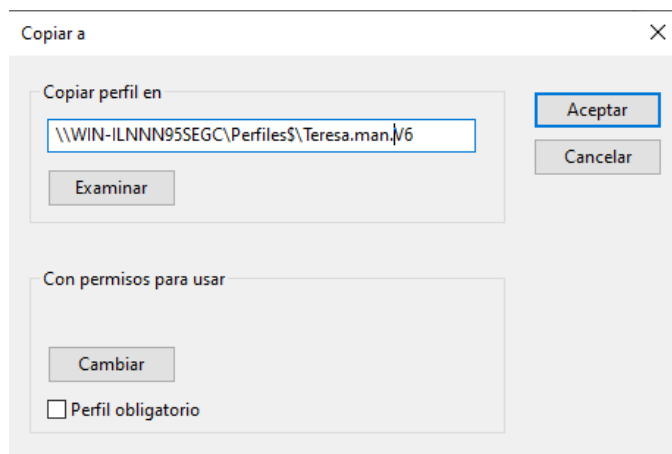 Copiar a
Copiar perfil en
\\WIN-ILNNN95SEGC\Perfiles$\Teresa.man.V6
Aceptar
Examinar
Cancelar
Con permisos para usar
Cambiar
Perfil obligatorio